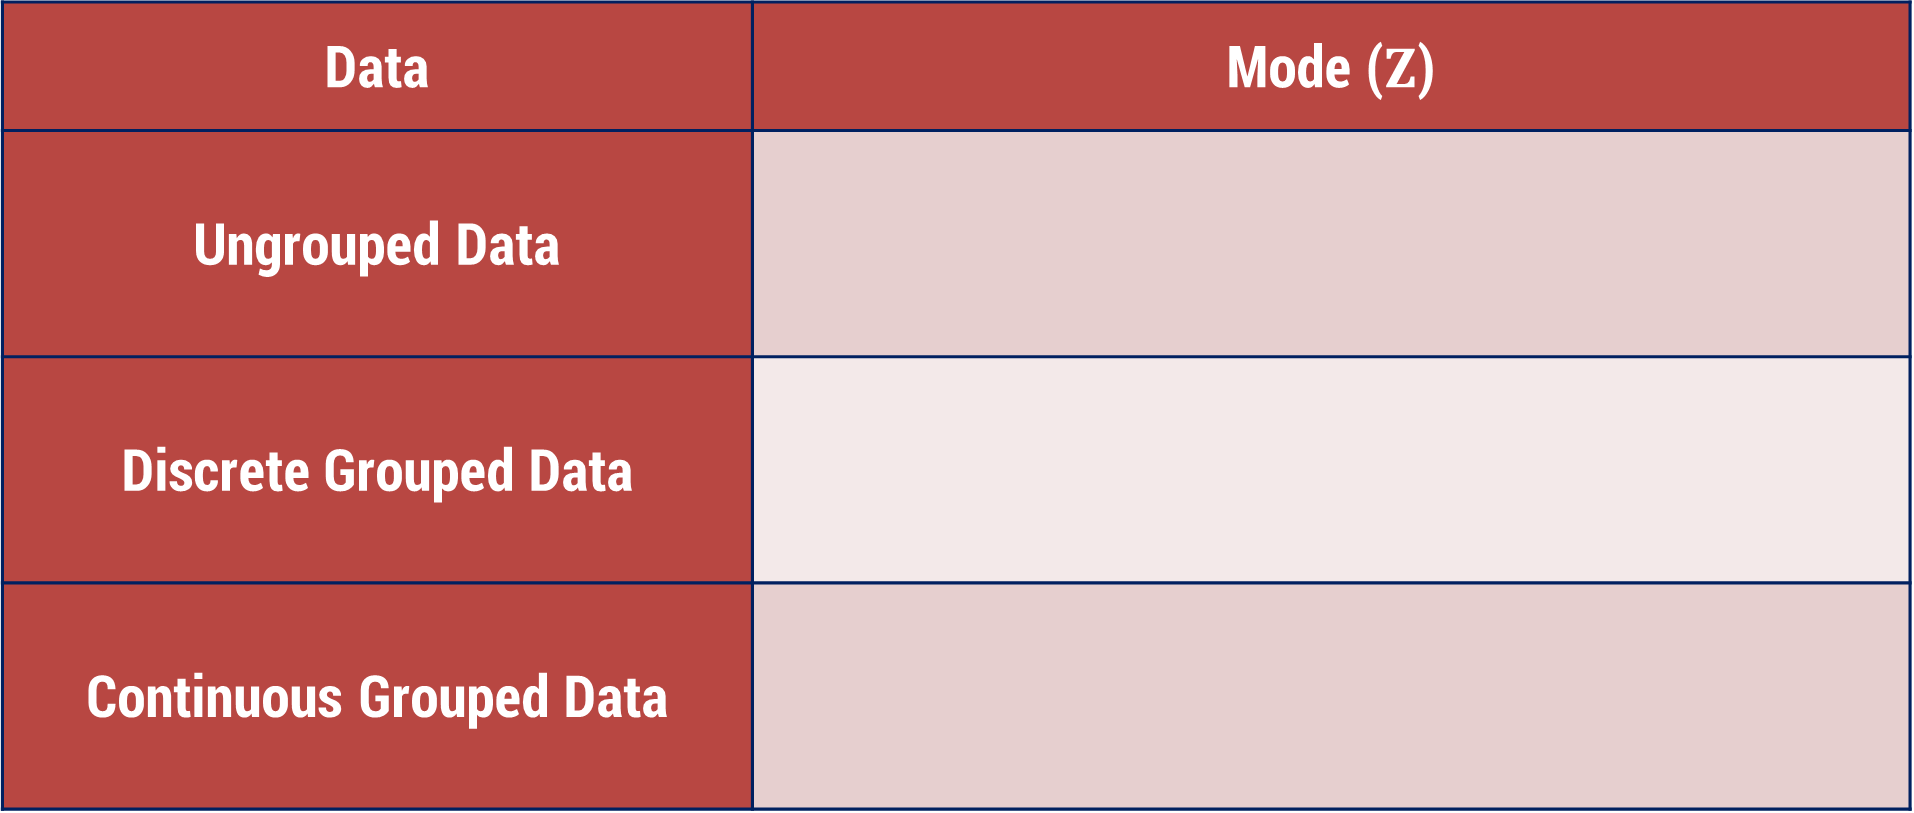 Data
Mode (Z)
Ungrouped Data
Discrete Grouped Data
Continuous Grouped Data